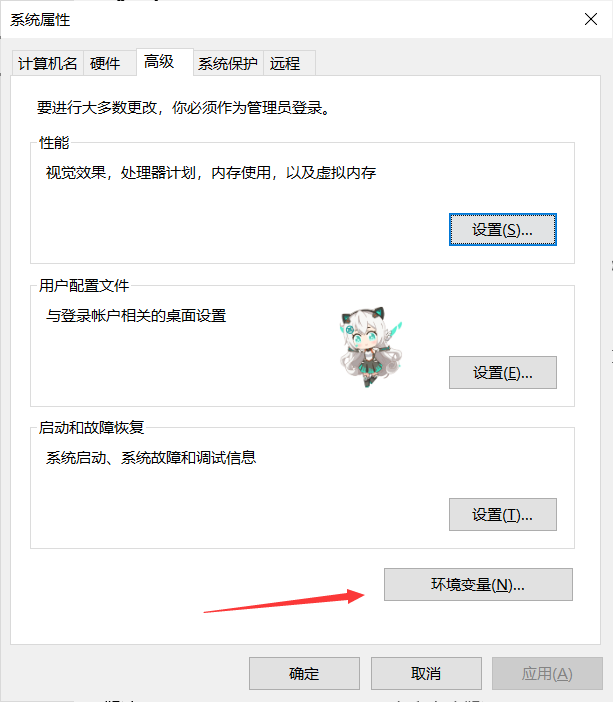 系统属性
计算机名 硬件 高级 系统保护 远程
要进行大多数更改，你必须作为管理员登录。
性能
视觉效果，处理器计划，内存使用，以及虚拟内存
设置(S)...
用户配置文件
与登录帐户相关的桌面设置
设置(E)...
启动和故障恢复
系统启动、系统故障和调试信息
设置(T)...
环境变量(N)...
确定 取消 应用(A)